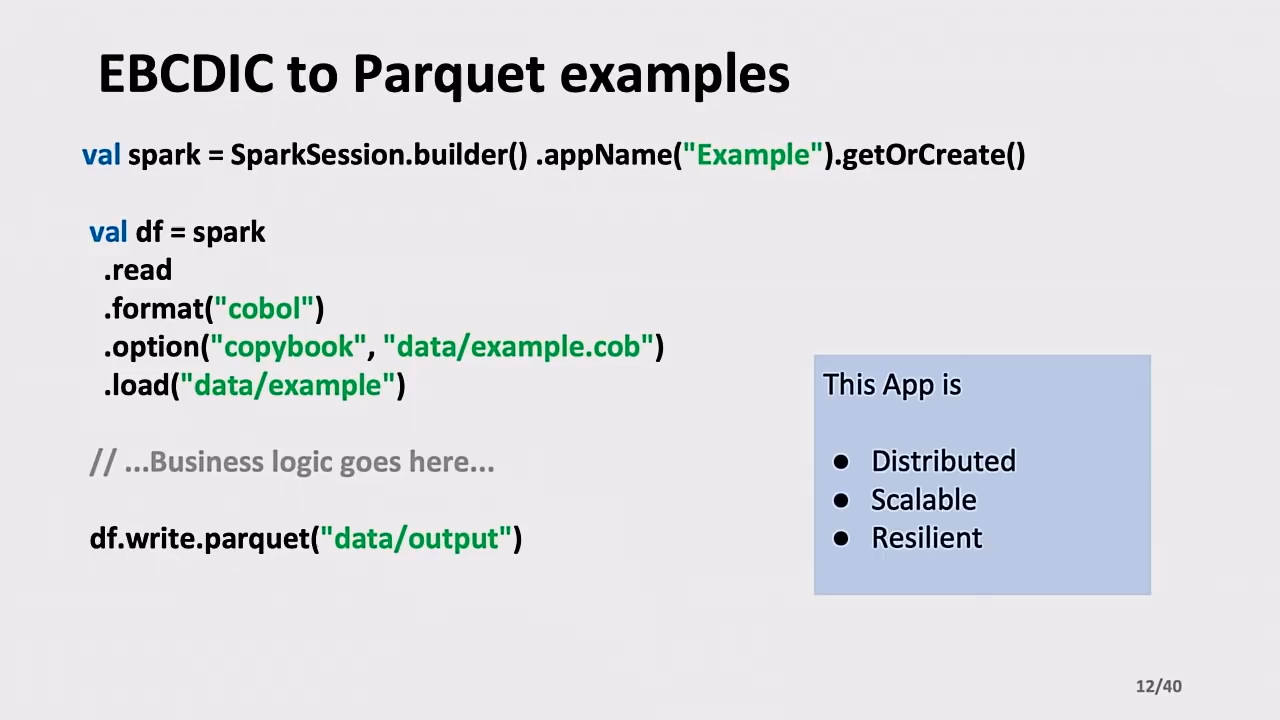 EBCDIC to Parquet examples
val spark = SparkSession.builder() .appName("Example").getOrCreate()
val df = spark
.read
.format("cobol")
.option("copybook", "data/example.cob")
.load("data/example")
// ...Business logic goes here...
df.write.parquet("data/output")
This App is
● Distributed
● Scalable
● Resilient
12/40